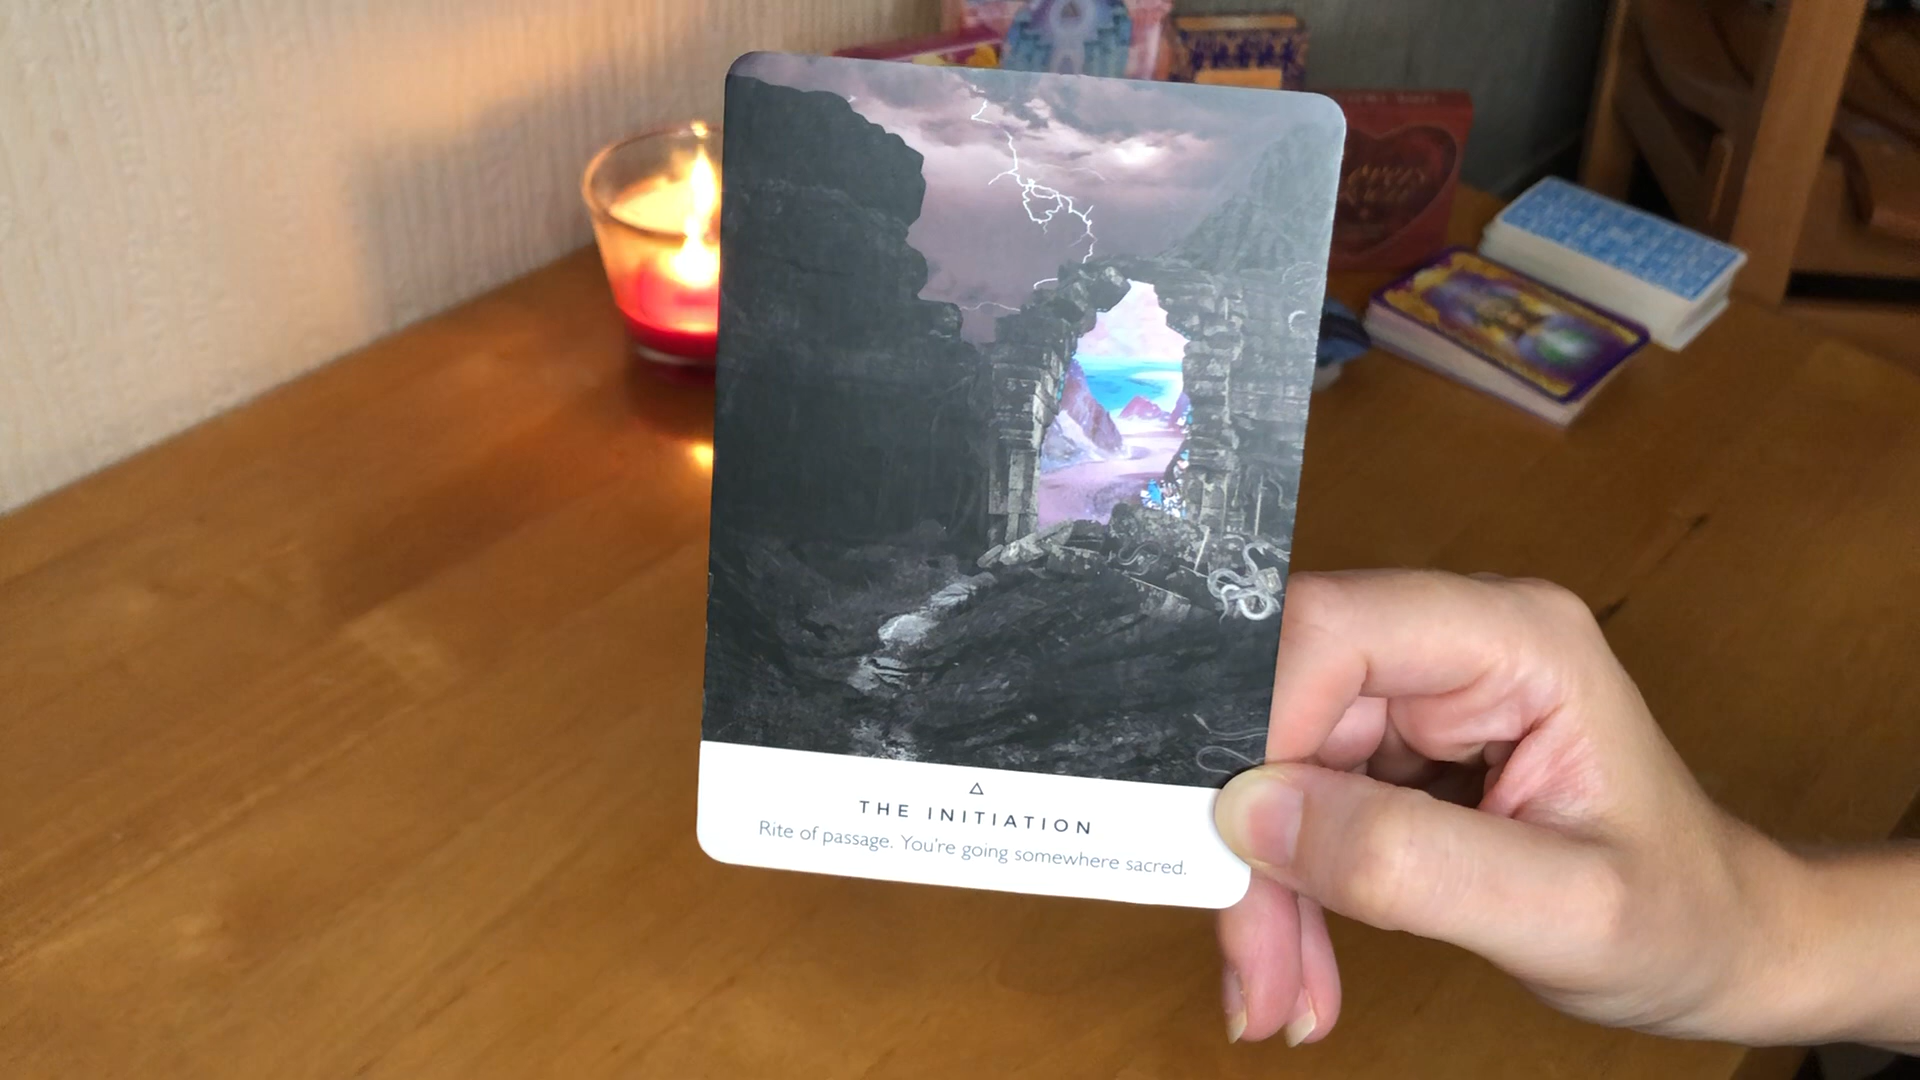 THE INITIATION
Rite of passage. You're going somewhere sacred.